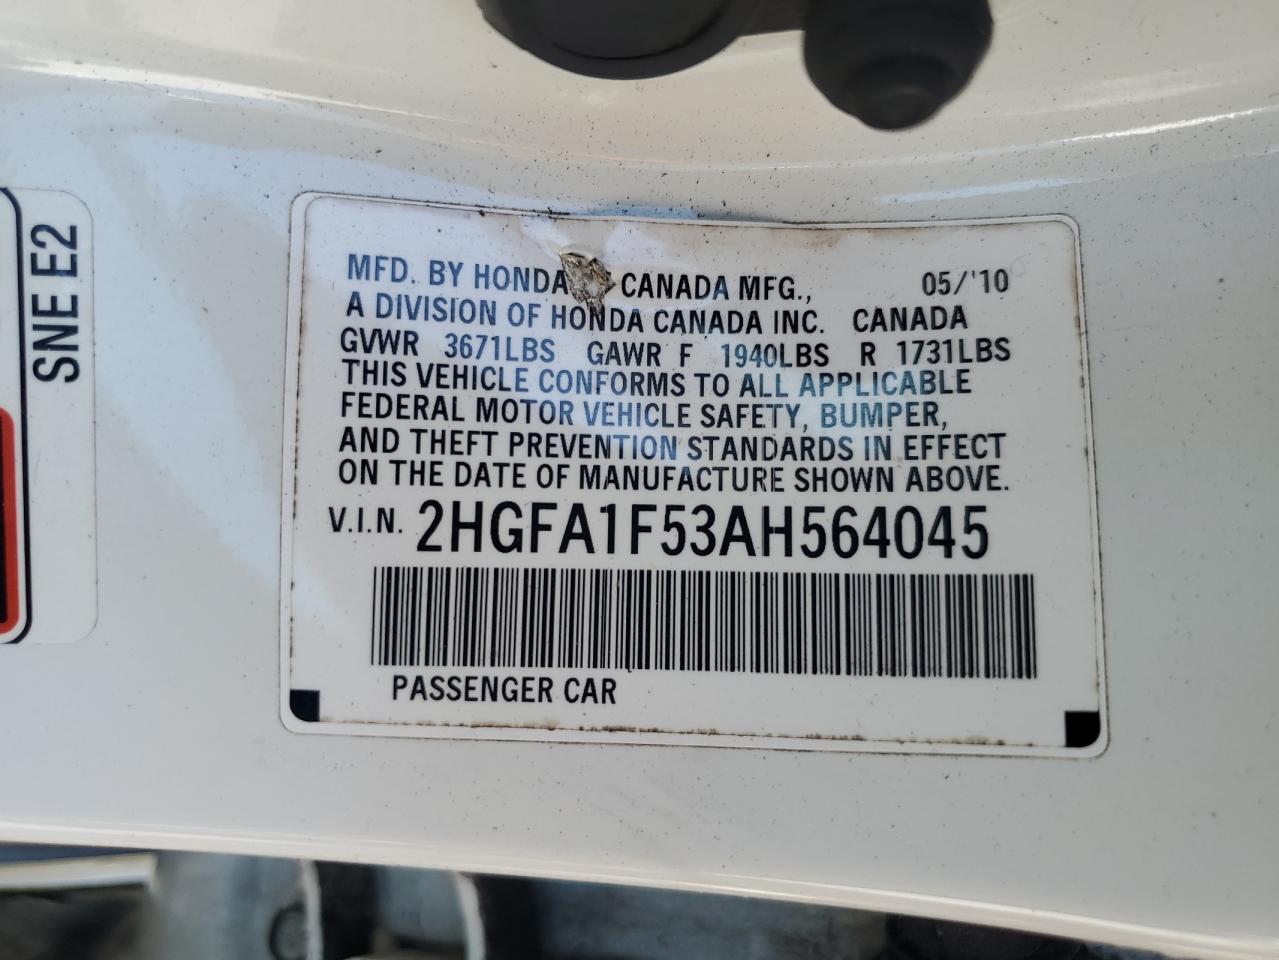 SNE E2
MFD. BY HONDA CANADA MFG., 05/'10
A DIVISION OF HONDA CANADA INC. CANADA
GVWR 3671LBS GAWR F 1940LBS R 1731LBS
THIS VEHICLE CONFORMS TO ALL APPLICABLE
FEDERAL MOTOR VEHICLE SAFETY, BUMPER,
AND THEFT PREVENTION STANDARDS IN EFFECT
ON THE DATE OF MANUFACTURE SHOWN ABOVE.
V.I.N. 2HGFA1F53AH564045
PASSENGER CAR